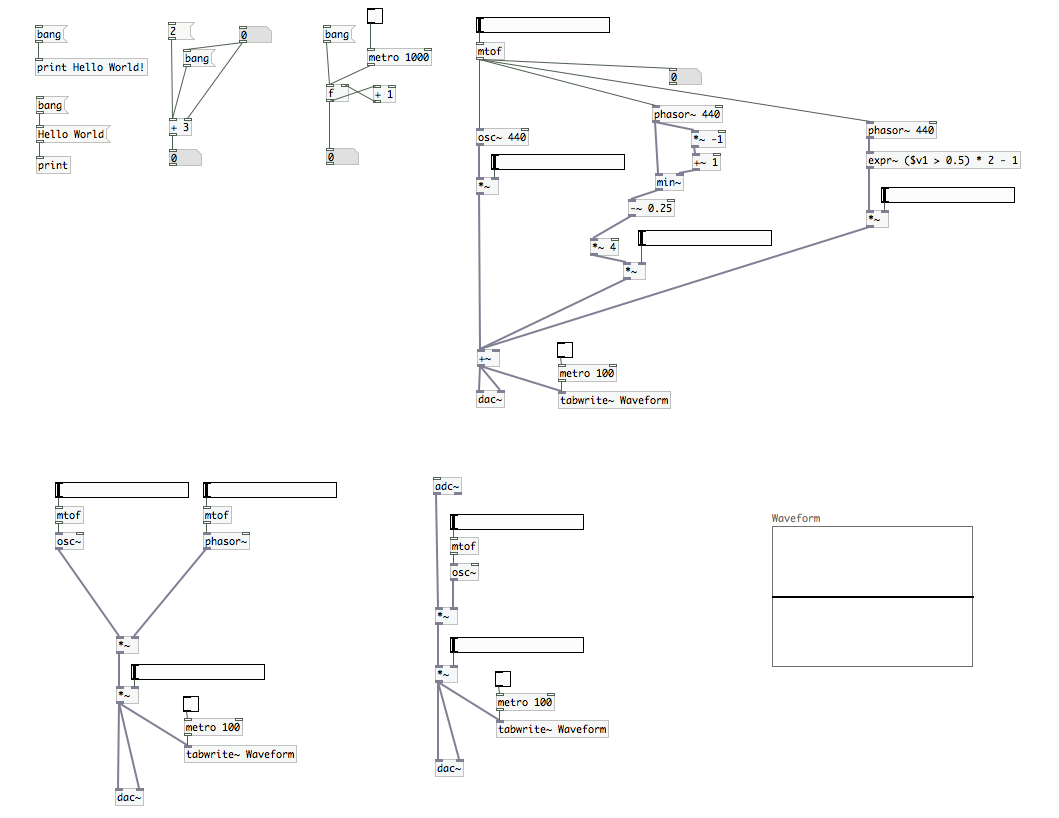 bang
print Hello World!
bang
Hello World
print
2
0
bang
+ 3
0
bang
metro 1000
f
+ 1
0
mtof
0
osc~ 440
*~
phasor~ 440
*~ -1
+~ 1
min~
-~ 0.25
*~ 4
*~
phasor~ 440
expr~ ($v1 > 0.5) * 2 - 1
*~
+~
dac~
metro 100
tabwrite~ Waveform
mtof
osc~
mtof
phasor~
*~
*~
metro 100
tabwrite~ Waveform
dac~
adc~
mtof
osc~
*~
*~
metro 100
tabwrite~ Waveform
dac~
Waveform